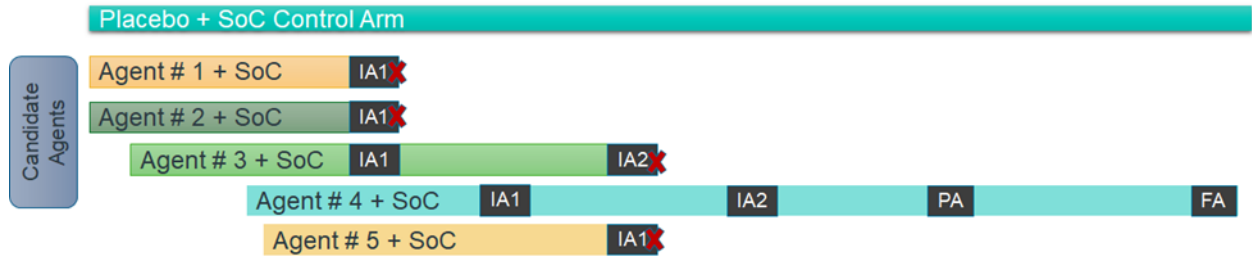 Placebo + SoC Control Arm
Candidate
Agents
Agent # 1 + SoC IA1
Agent # 2 + SoC IA1
Agent # 3 + SoC IA1 IA2
Agent # 4 + SoC IA1 IA2 PA FA
Agent # 5 + SoC IA1